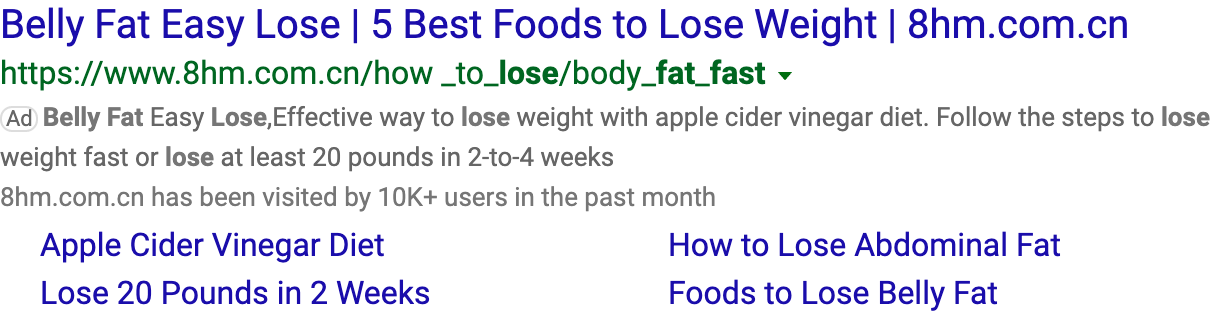 Belly Fat Easy Lose | 5 Best Foods to Lose Weight | 8hm.com.cn
https://www.8hm.com.cn/how _to_lose/body_fat_fast
Ad Belly Fat Easy Lose,Effective way to lose weight with apple cider vinegar diet. Follow the steps to lose
weight fast or lose at least 20 pounds in 2-to-4 weeks
8hm.com.cn has been visited by 10K+ users in the past month
Apple Cider Vinegar Diet
How to Lose Abdominal Fat
Lose 20 Pounds in 2 Weeks
Foods to Lose Belly Fat